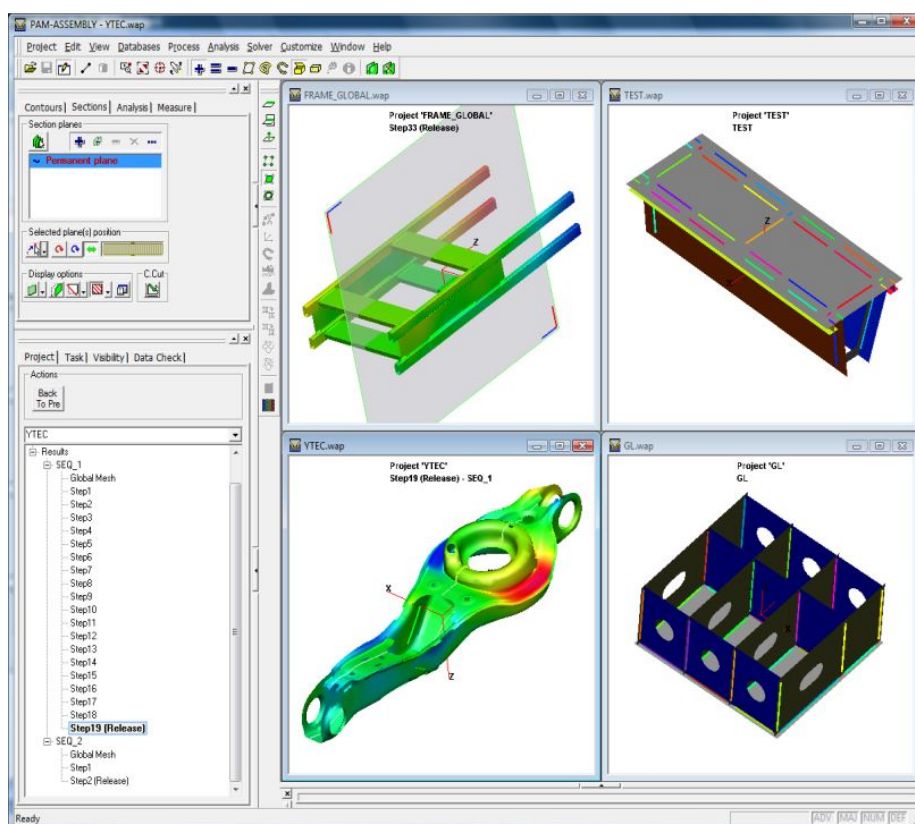 PAM-ASSEMBLY - YTEC.wap
Project Edit View Databases Process Analysis Solver Customize Window Help
Contours Sections Analysis Measure
Section planes
Permanent plane
Selected plane(s) position
Display options
C.Cut
Project Task Visibility Data Check
Actions
Back
To Pre
YTEC
Results
SEQ_1
Global Mesh
Step1
Step2
Step3
Step4
Step5
Step6
Step7
Step8
Step9
Step10
Step11
Step12
Step13
Step14
Step15
Step16
Step17
Step18
Step19 (Release)
SEQ_2
Global Mesh
Step1
Step2 (Release)
FRAME_GLOBAL.wap
Project "FRAME_GLOBAL"
Step33 (Release)
Z
TEST.wap
Project "TEST"
TEST
Z
YTEC.wap
Project "YTEC"
Step19 (Release) - SEQ_1
X
Z
GL.wap
Project "GL"
GL
Ready
ADV MAJ NUM DEF